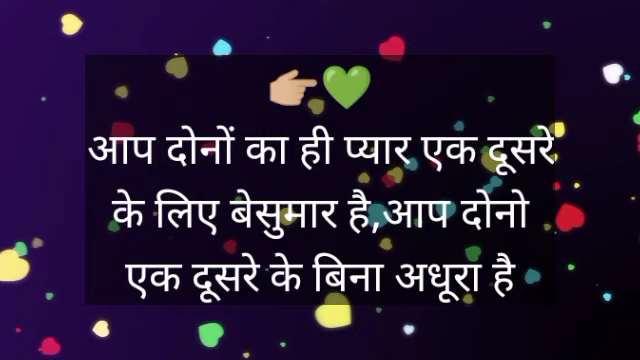 👉🏼💚
आप दोनों का ही प्यार एक दूसरे
के लिए बेसुमार है,आप दोनो
एक दूसरे के बिना अधूरा है